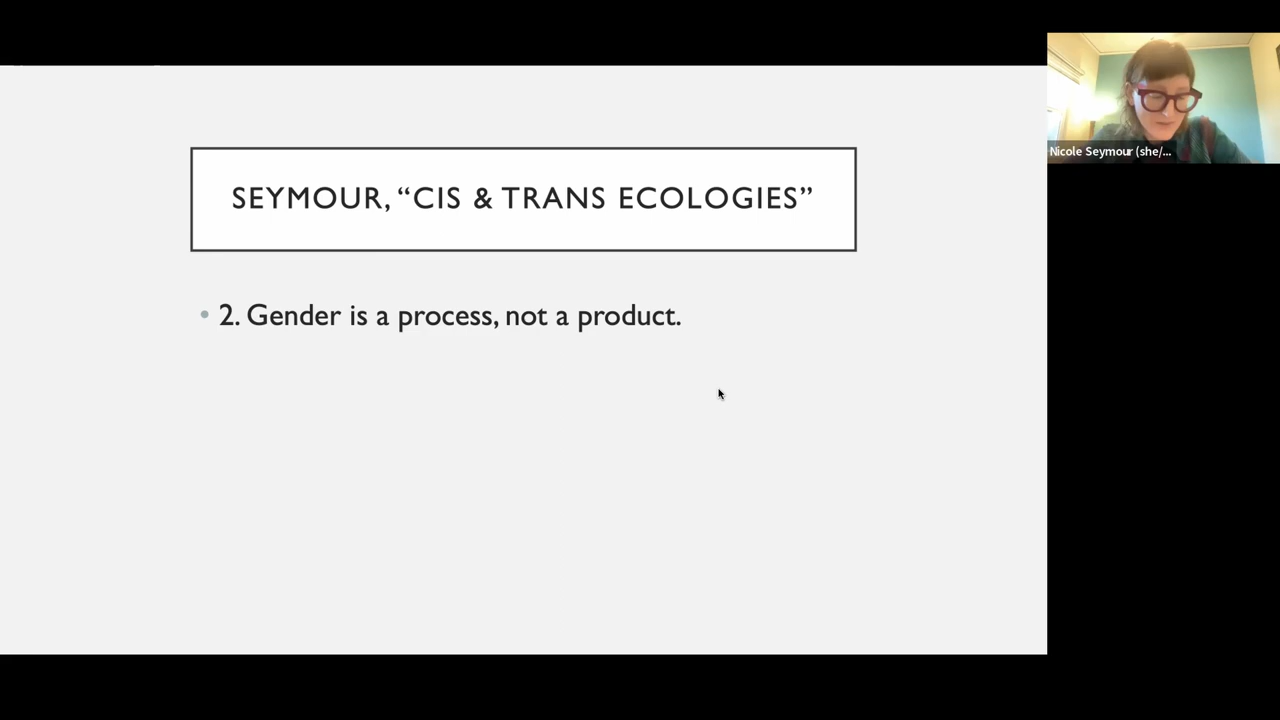 SEYMOUR, “CIS & TRANS ECOLOGIES”
• 2. Gender is a process, not a product.
Nicole Seymour (she/...